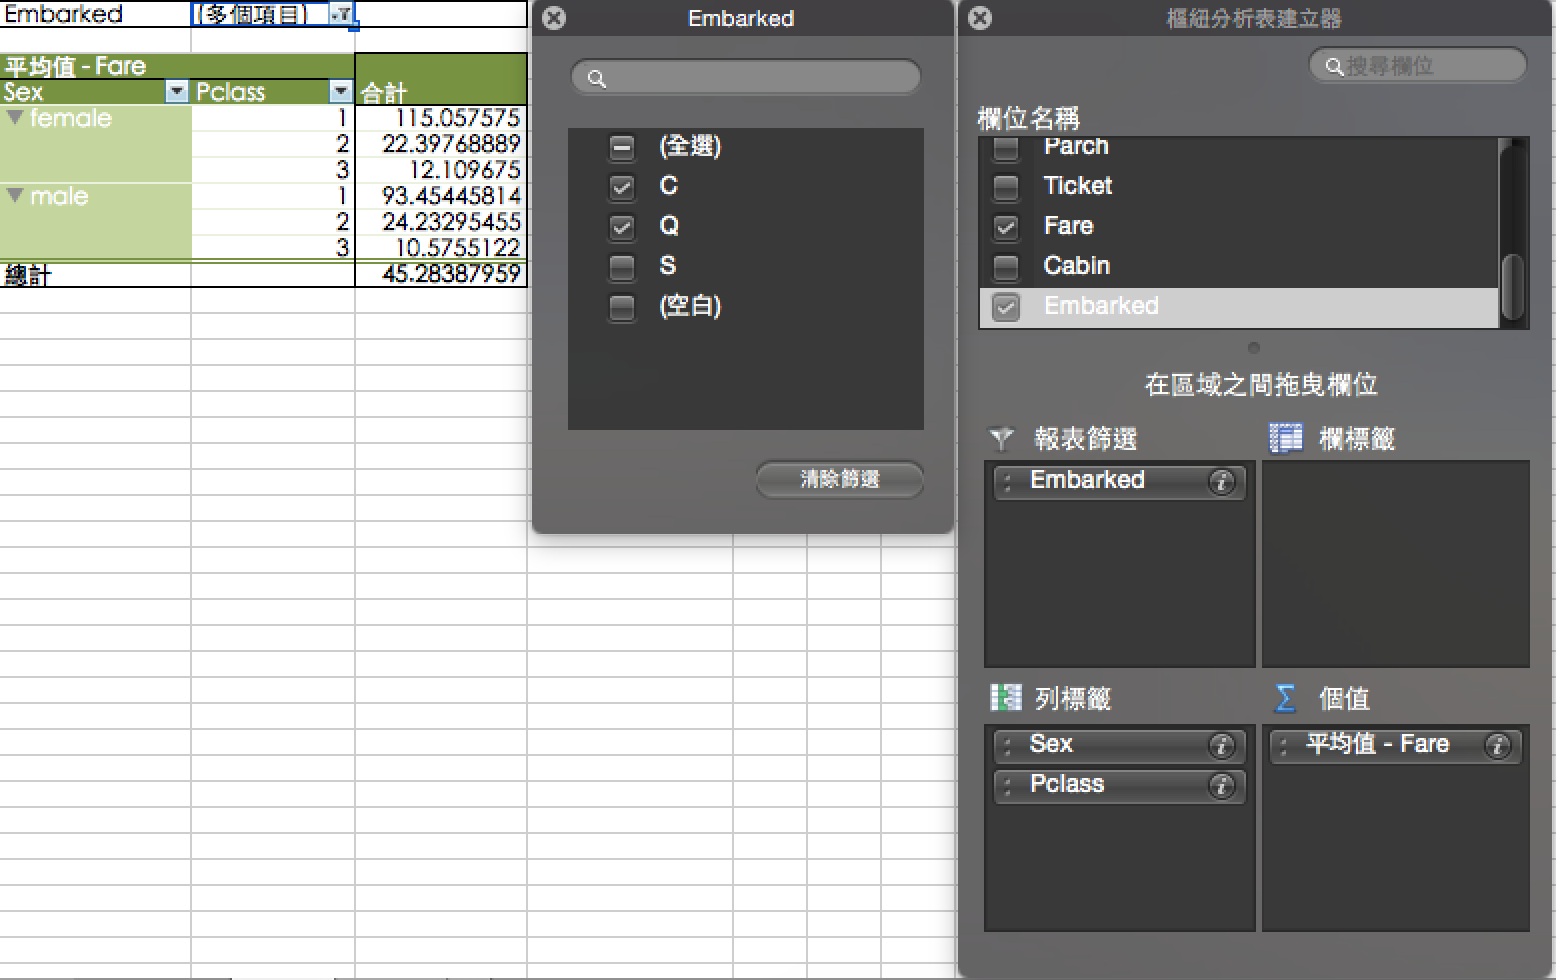 Embarked (多個項目)
平均值 - Fare
Sex Pclass 合計
female 1 115.057575
2 22.39768889
3 12.109675
male 1 93.45445814
2 24.23295455
3 10.5755122
總計 45.28387959
Embarked
(全選)
C
Q
S
(空白)
清除篩選
樞紐分析表建立器
搜尋欄位
欄位名稱
Parch
Ticket
Fare
Cabin
Embarked
在區域之間拖曳欄位
報表篩選
Embarked
欄標籤
列標籤
Sex
Pclass
個值
平均值 - Fare